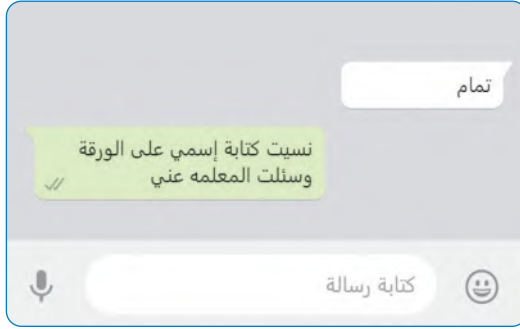 تمام
نسيت كتابة إسمي على الورقة
وسئلت المعلمه عني
كتابة رسالة